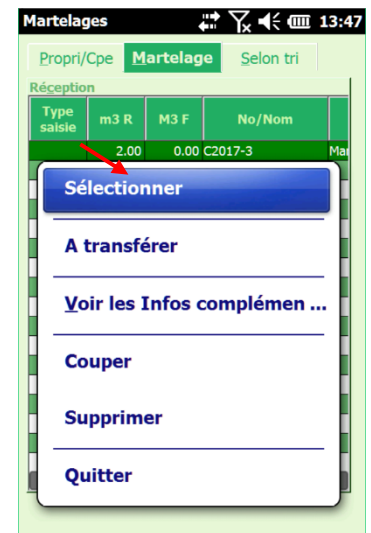 Martelages 13:47
Propri/Cpe Martelage Selon tri
Réception
Type saisie m3 R M3 F No/Nom
2.00 0.00 C2017-3 Mar
Sélectionner
A transférer
Voir les Infos complémen ...
Couper
Supprimer
Quitter